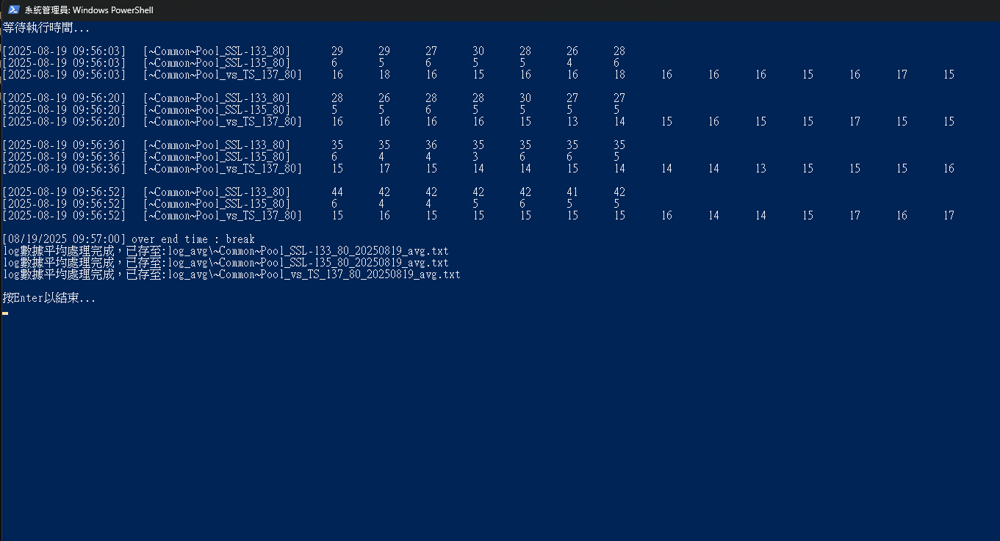 系統管理員: Windows PowerShell
等待執行時間...
[2025-08-19 09:56:03] [~Common~Pool_SSL-133_80] 29 29 27 30 28 26 28
[2025-08-19 09:56:03] [~Common~Pool_SSL-135_80] 6 5 6 5 5 4 6
[2025-08-19 09:56:03] [~Common~Pool_vs_TS_137_80] 16 18 16 15 16 16 18 16 16 16 15 16 17 15
[2025-08-19 09:56:20] [~Common~Pool_SSL-133_80] 28 26 28 28 30 27 27
[2025-08-19 09:56:20] [~Common~Pool_SSL-135_80] 5 5 6 5 5 5 5
[2025-08-19 09:56:20] [~Common~Pool_vs_TS_137_80] 16 16 16 16 15 13 14 15 16 15 15 17 15 15
[2025-08-19 09:56:36] [~Common~Pool_SSL-133_80] 35 35 36 35 35 35 35
[2025-08-19 09:56:36] [~Common~Pool_SSL-135_80] 6 4 4 3 6 6 5
[2025-08-19 09:56:36] [~Common~Pool_vs_TS_137_80] 15 17 15 14 14 15 14 14 14 13 15 15 15 16
[2025-08-19 09:56:52] [~Common~Pool_SSL-133_80] 44 42 42 42 42 41 42
[2025-08-19 09:56:52] [~Common~Pool_SSL-135_80] 6 4 4 5 6 5 5
[2025-08-19 09:56:52] [~Common~Pool_vs_TS_137_80] 15 16 15 15 15 15 15 16 14 14 15 17 16 17
[08/19/2025 09:57:00] over end time : break
log數據平均處理完成，已存至:log_avg\~Common~Pool_SSL-133_80_20250819_avg.txt
log數據平均處理完成，已存至:log_avg\~Common~Pool_SSL-135_80_20250819_avg.txt
log數據平均處理完成，已存至:log_avg\~Common~Pool_vs_TS_137_80_20250819_avg.txt
按Enter以結束...